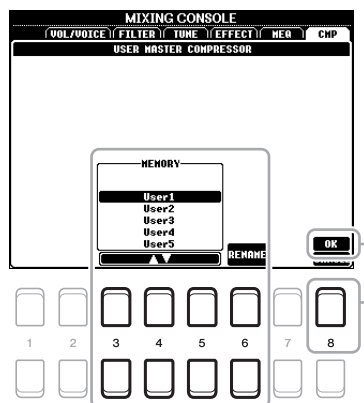 MIXING CONSOLE
VOL/VOICE FILTER TUNE EFFECT MEQ CMP
USER MASTER COMPRESSOR
MEMORY
User1
User2
User3
User4
User5
RENAME
OK
1 2 3 4 5 6 7 8